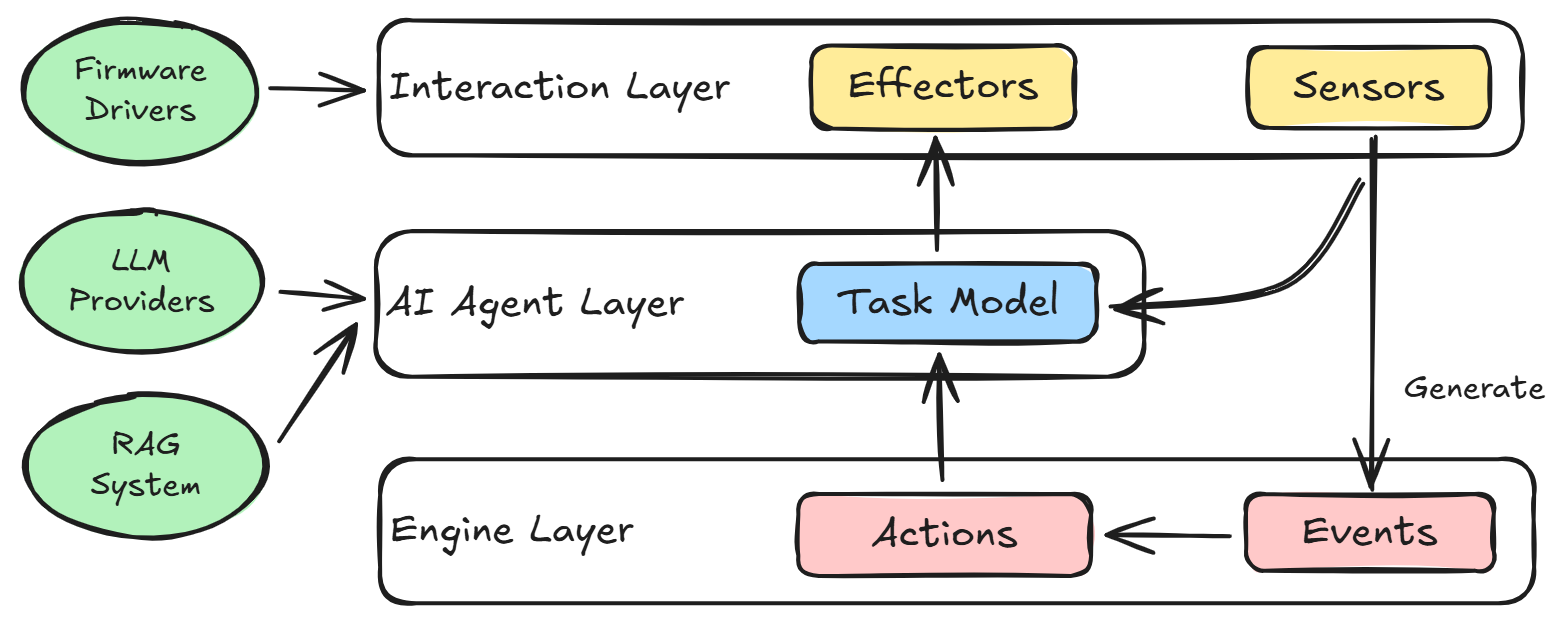 Firmware
Drivers
Interaction Layer
Effectors
Sensors
LLM
Providers
AI Agent Layer
Task Model
Generate
RAG
System
Engine Layer
Actions
Events